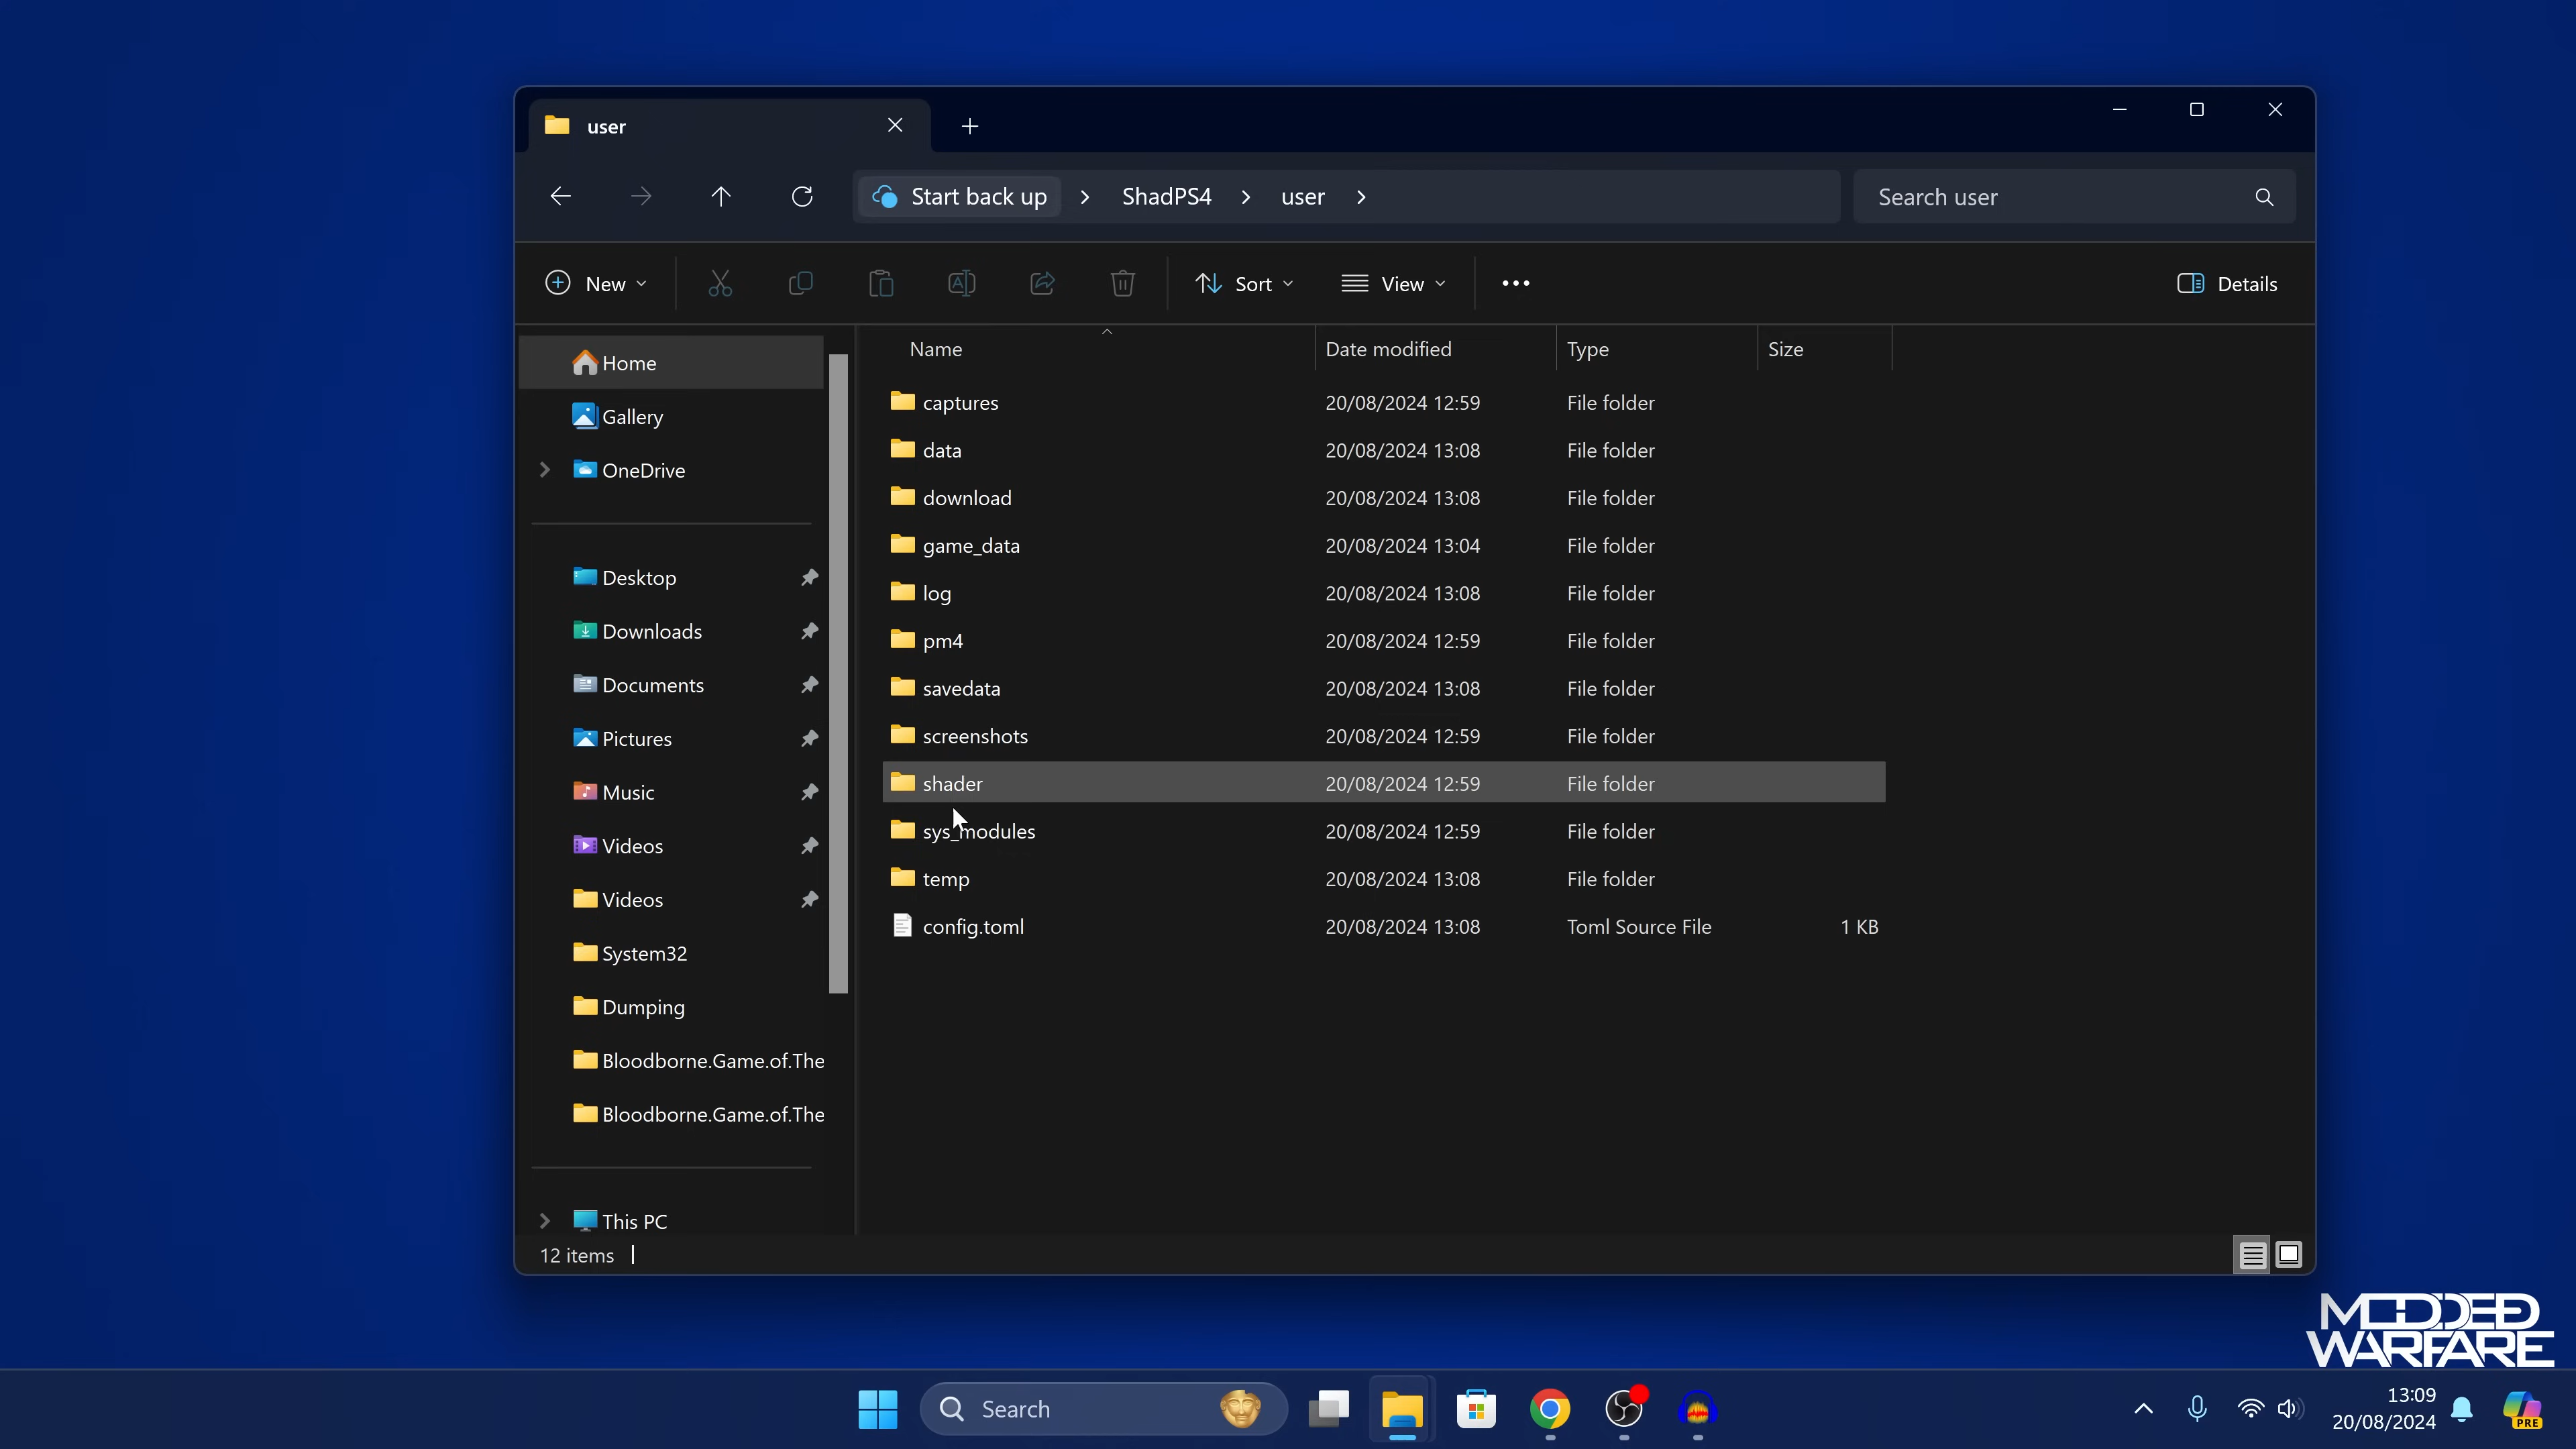 user
Start back up
ShadPS4
user
Search user
New
Sort
View
Details
Home
Gallery
OneDrive
Desktop
Downloads
Documents
Pictures
Music
Videos
Videos
System32
Dumping
Bloodborne.Game.of.The
Bloodborne.Game.of.The
This PC
Name Date modified Type Size
captures 20/08/2024 12:59 File folder
data 20/08/2024 13:08 File folder
download 20/08/2024 13:08 File folder
game_data 20/08/2024 13:04 File folder
log 20/08/2024 13:08 File folder
pm4 20/08/2024 12:59 File folder
savedata 20/08/2024 13:08 File folder
screenshots 20/08/2024 12:59 File folder
shader 20/08/2024 12:59 File folder
sys_modules 20/08/2024 12:59 File folder
temp 20/08/2024 13:08 File folder
config.toml 20/08/2024 13:08 Toml Source File 1 KB
12 items
MODDED
WARFARE
Search
13:09
20/08/2024
PRE